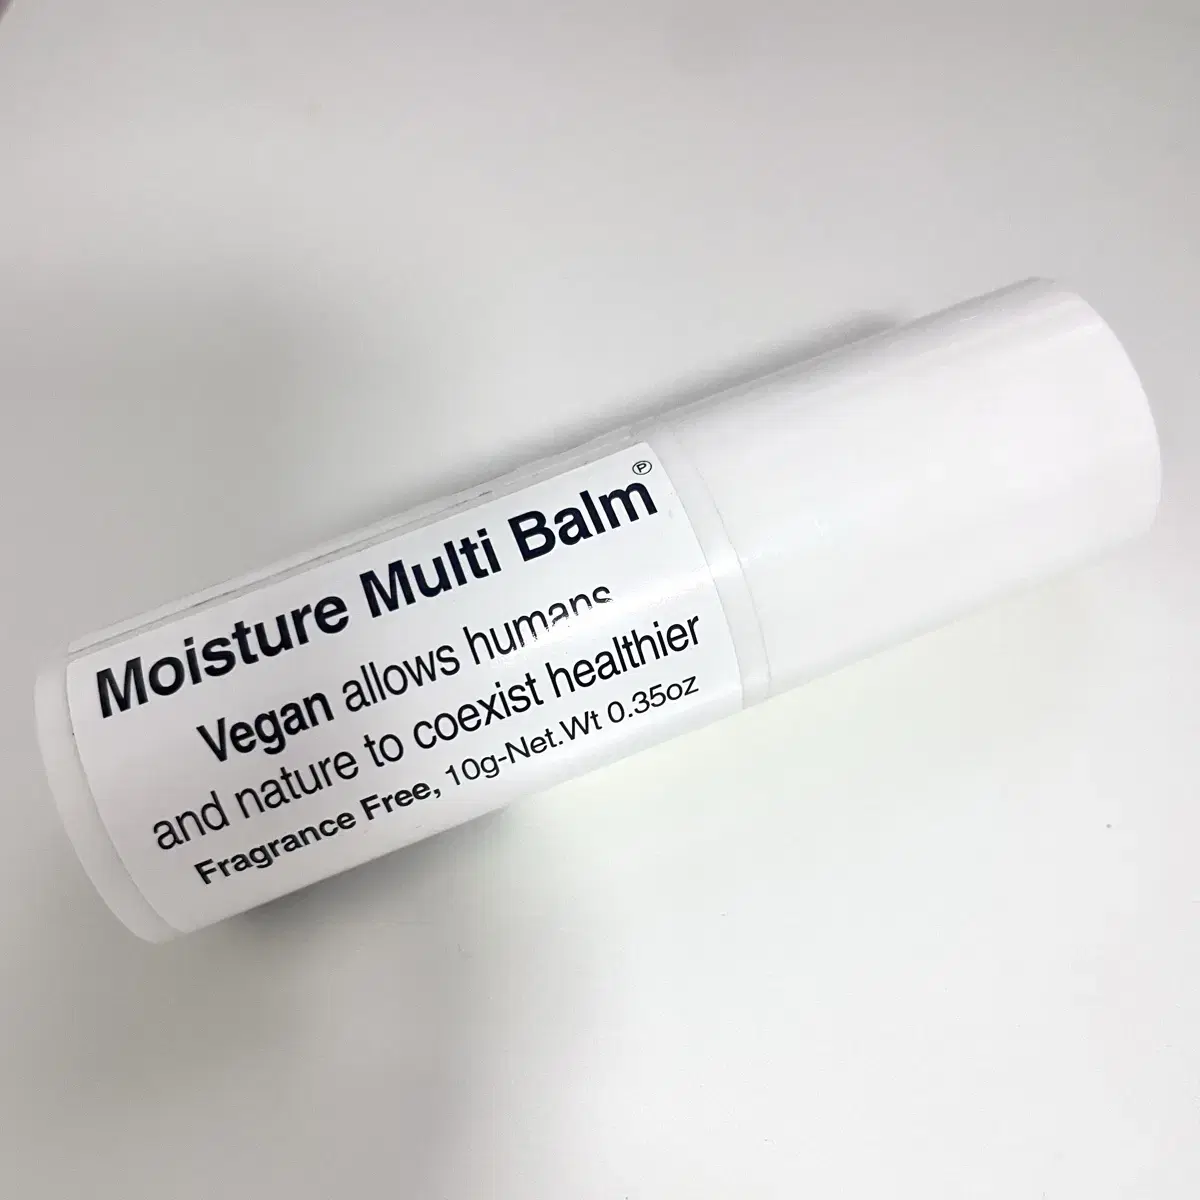 Moisture Multi Balm℗
Vegan allows humans
and nature to coexist healthier
Fragrance Free, 10g-Net.Wt 0.35oz